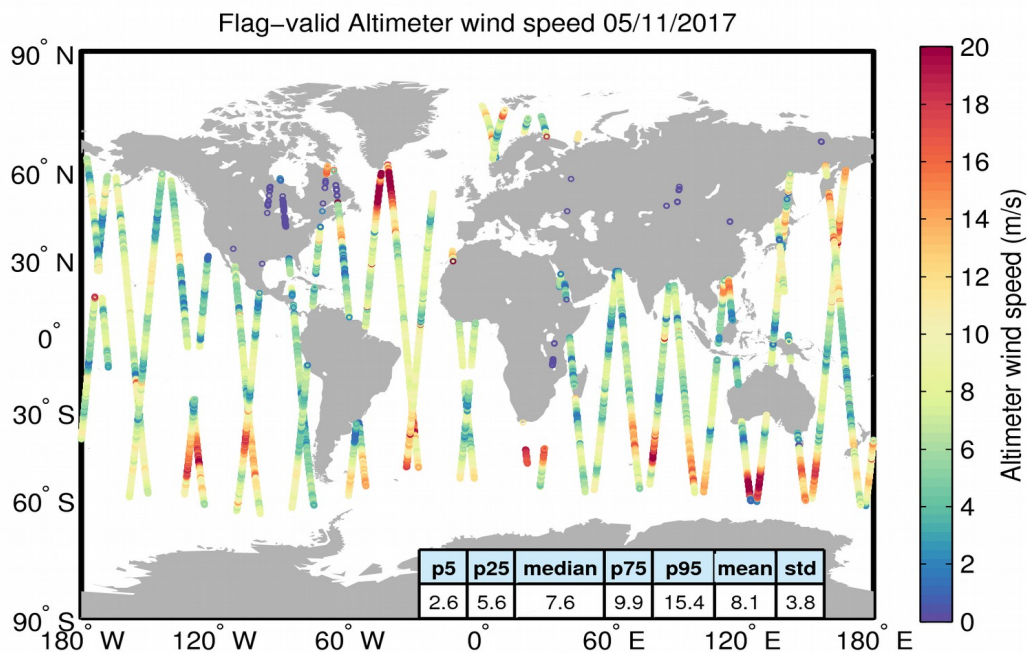 Flag−valid Altimeter wind speed 05/11/2017
90° N
60° N
30° N
0°
30° S
60° S
90° S
180° W
120° W
60° W
0°
60° E
120° E
180° E
p5 p25 median p75 p95 mean std
2.6 5.6 7.6 9.9 15.4 8.1 3.8
20
18
16
14
12
10
8
6
4
2
0
Altimeter wind speed (m/s)